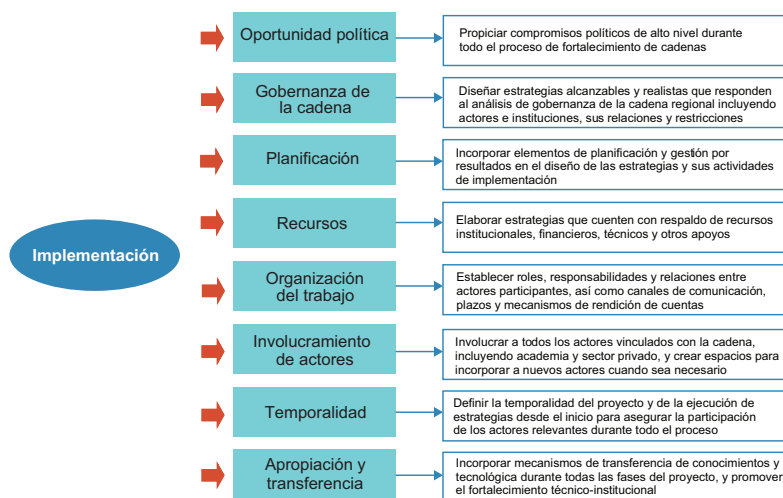 Oportunidad política
Propiciar compromisos políticos de alto nivel durante
todo el proceso de fortalecimiento de cadenas
Gobernanza de
la cadena
Diseñar estrategias alcanzables y realistas que responden
al análisis de gobernanza de la cadena regional incluyendo
actores e instituciones, sus relaciones y restricciones
Planificación
Incorporar elementos de planificación y gestión por
resultados en el diseño de las estrategias y sus actividades
de implementación
Implementación
Recursos
Elaborar estrategias que cuenten con respaldo de recursos
institucionales, financieros, técnicos y otros apoyos
Organización
del trabajo
Establecer roles, responsabilidades y relaciones entre
actores participantes, así como canales de comunicación,
plazos y mecanismos de rendición de cuentas
Involucramiento
de actores
Involucrar a todos los actores vinculados con la cadena,
incluyendo academia y sector privado, y crear espacios para
incorporar a nuevos actores cuando sea necesario
Temporalidad
Definir la temporalidad del proyecto y de la ejecución de
estrategias desde el inicio para asegurar la participación
de los actores relevantes durante todo el proceso
Apropiación y
transferencia
Incorporar mecanismos de transferencia de conocimientos y
tecnológica durante todas las fases del proyecto, y promover
el fortalecimiento técnico-institucional